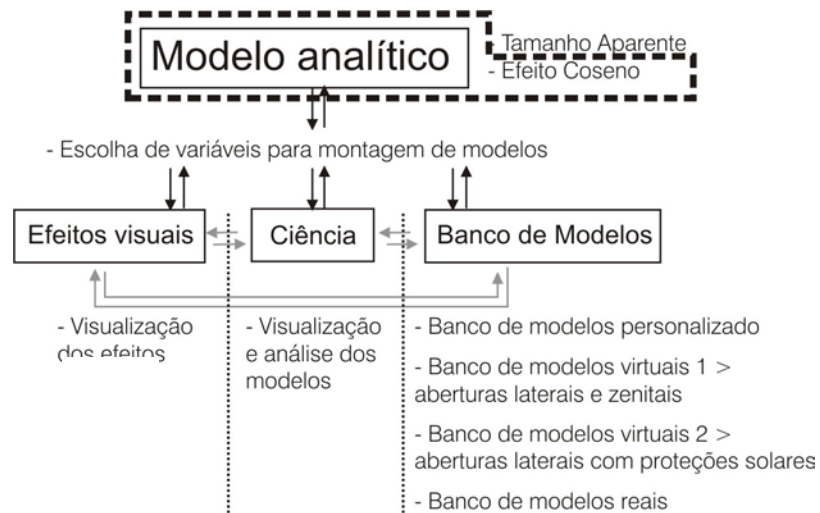 Modelo analítico
- Tamanho Aparente
- Efeito Coseno
- Escolha de variáveis para montagem de modelos
Efeitos visuais
Ciência
Banco de Modelos
- Visualização
dos efeitos
- Visualização
e análise dos
modelos
- Banco de modelos personalizado
- Banco de modelos virtuais 1 >
aberturas laterais e zenitais
- Banco de modelos virtuais 2 >
aberturas laterais com proteções solares
- Banco de modelos reais